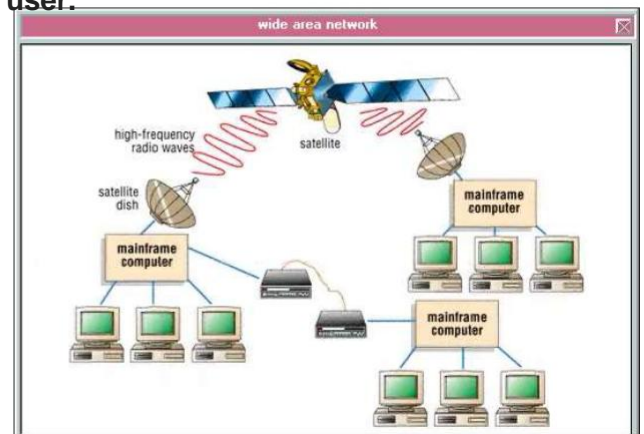 user.
wide area network
high-frequency
radio waves
satellite
satellite
dish
mainframe
computer
mainframe
computer
mainframe
computer